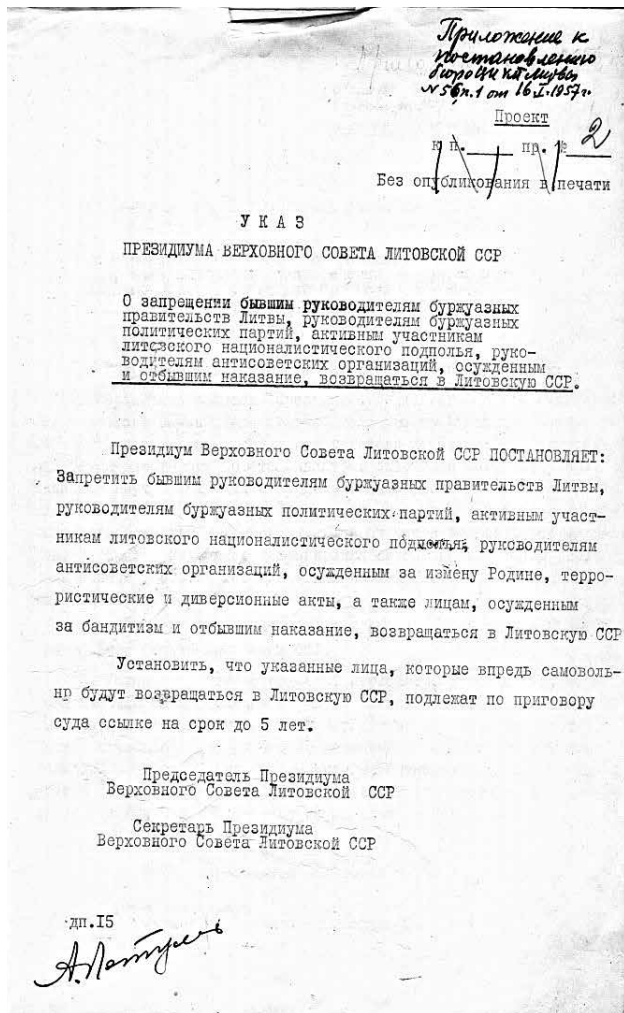 Приложение к
постановлению
бюро ЦК КП Литвы
№ 56 п. 1 от 16.I.1957 г.
Проект
к п. пр. № 2
Без опубликования в печати
У К А З
ПРЕЗИДИУМА ВЕРХОВНОГО СОВЕТА ЛИТОВСКОЙ ССР
О запрещении бывшим руководителям буржуазных
правительств Литвы, руководителям буржуазных
политических партий, активным участникам
литовского националистического подполья, руко-
водителям антисоветских организаций, осужденным
и отбывшим наказание, возвращаться в Литовскую ССР.
Президиум Верховного Совета Литовской ССР ПОСТАНОВЛЯЕТ:
Запретить бывшим руководителям буржуазных правительств Литвы,
руководителям буржуазных политических партий, активным участ-
никам литовского националистического подполья, руководителям
антисоветских организаций, осужденным за измену Родине, терро-
ристические и диверсионные акты, а также лицам, осужденным
за бандитизм и отбывшим наказание, возвращаться в Литовскую ССР
Установить, что указанные лица, которые впредь самоволь-
но будут возвращаться в Литовскую ССР, подлежат по приговору
суда ссылке на срок до 5 лет.
Председатель Президиума
Верховного Совета Литовской ССР
Секретарь Президиума
Верховного Совета Литовской ССР
дп.15